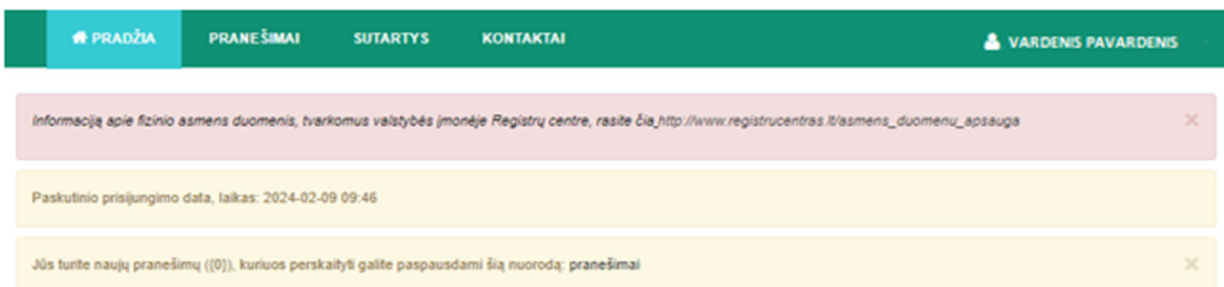 PRADŽIA PRANEŠIMAI SUTARTYS KONTAKTAI VARDENIS PAVARDENIS
Informaciją apie fizinio asmens duomenis, tvarkomus valstybės įmonėje Registrų centre, rasite čia http://www.registrucentras.lt/asmens_duomenu_apsauga
Paskutinio prisijungimo data, laikas: 2024-02-09 09:46
Jūs turite naujų pranešimų ({0}), kuriuos perskaityti galite paspausdami šią nuorodą: pranešimai